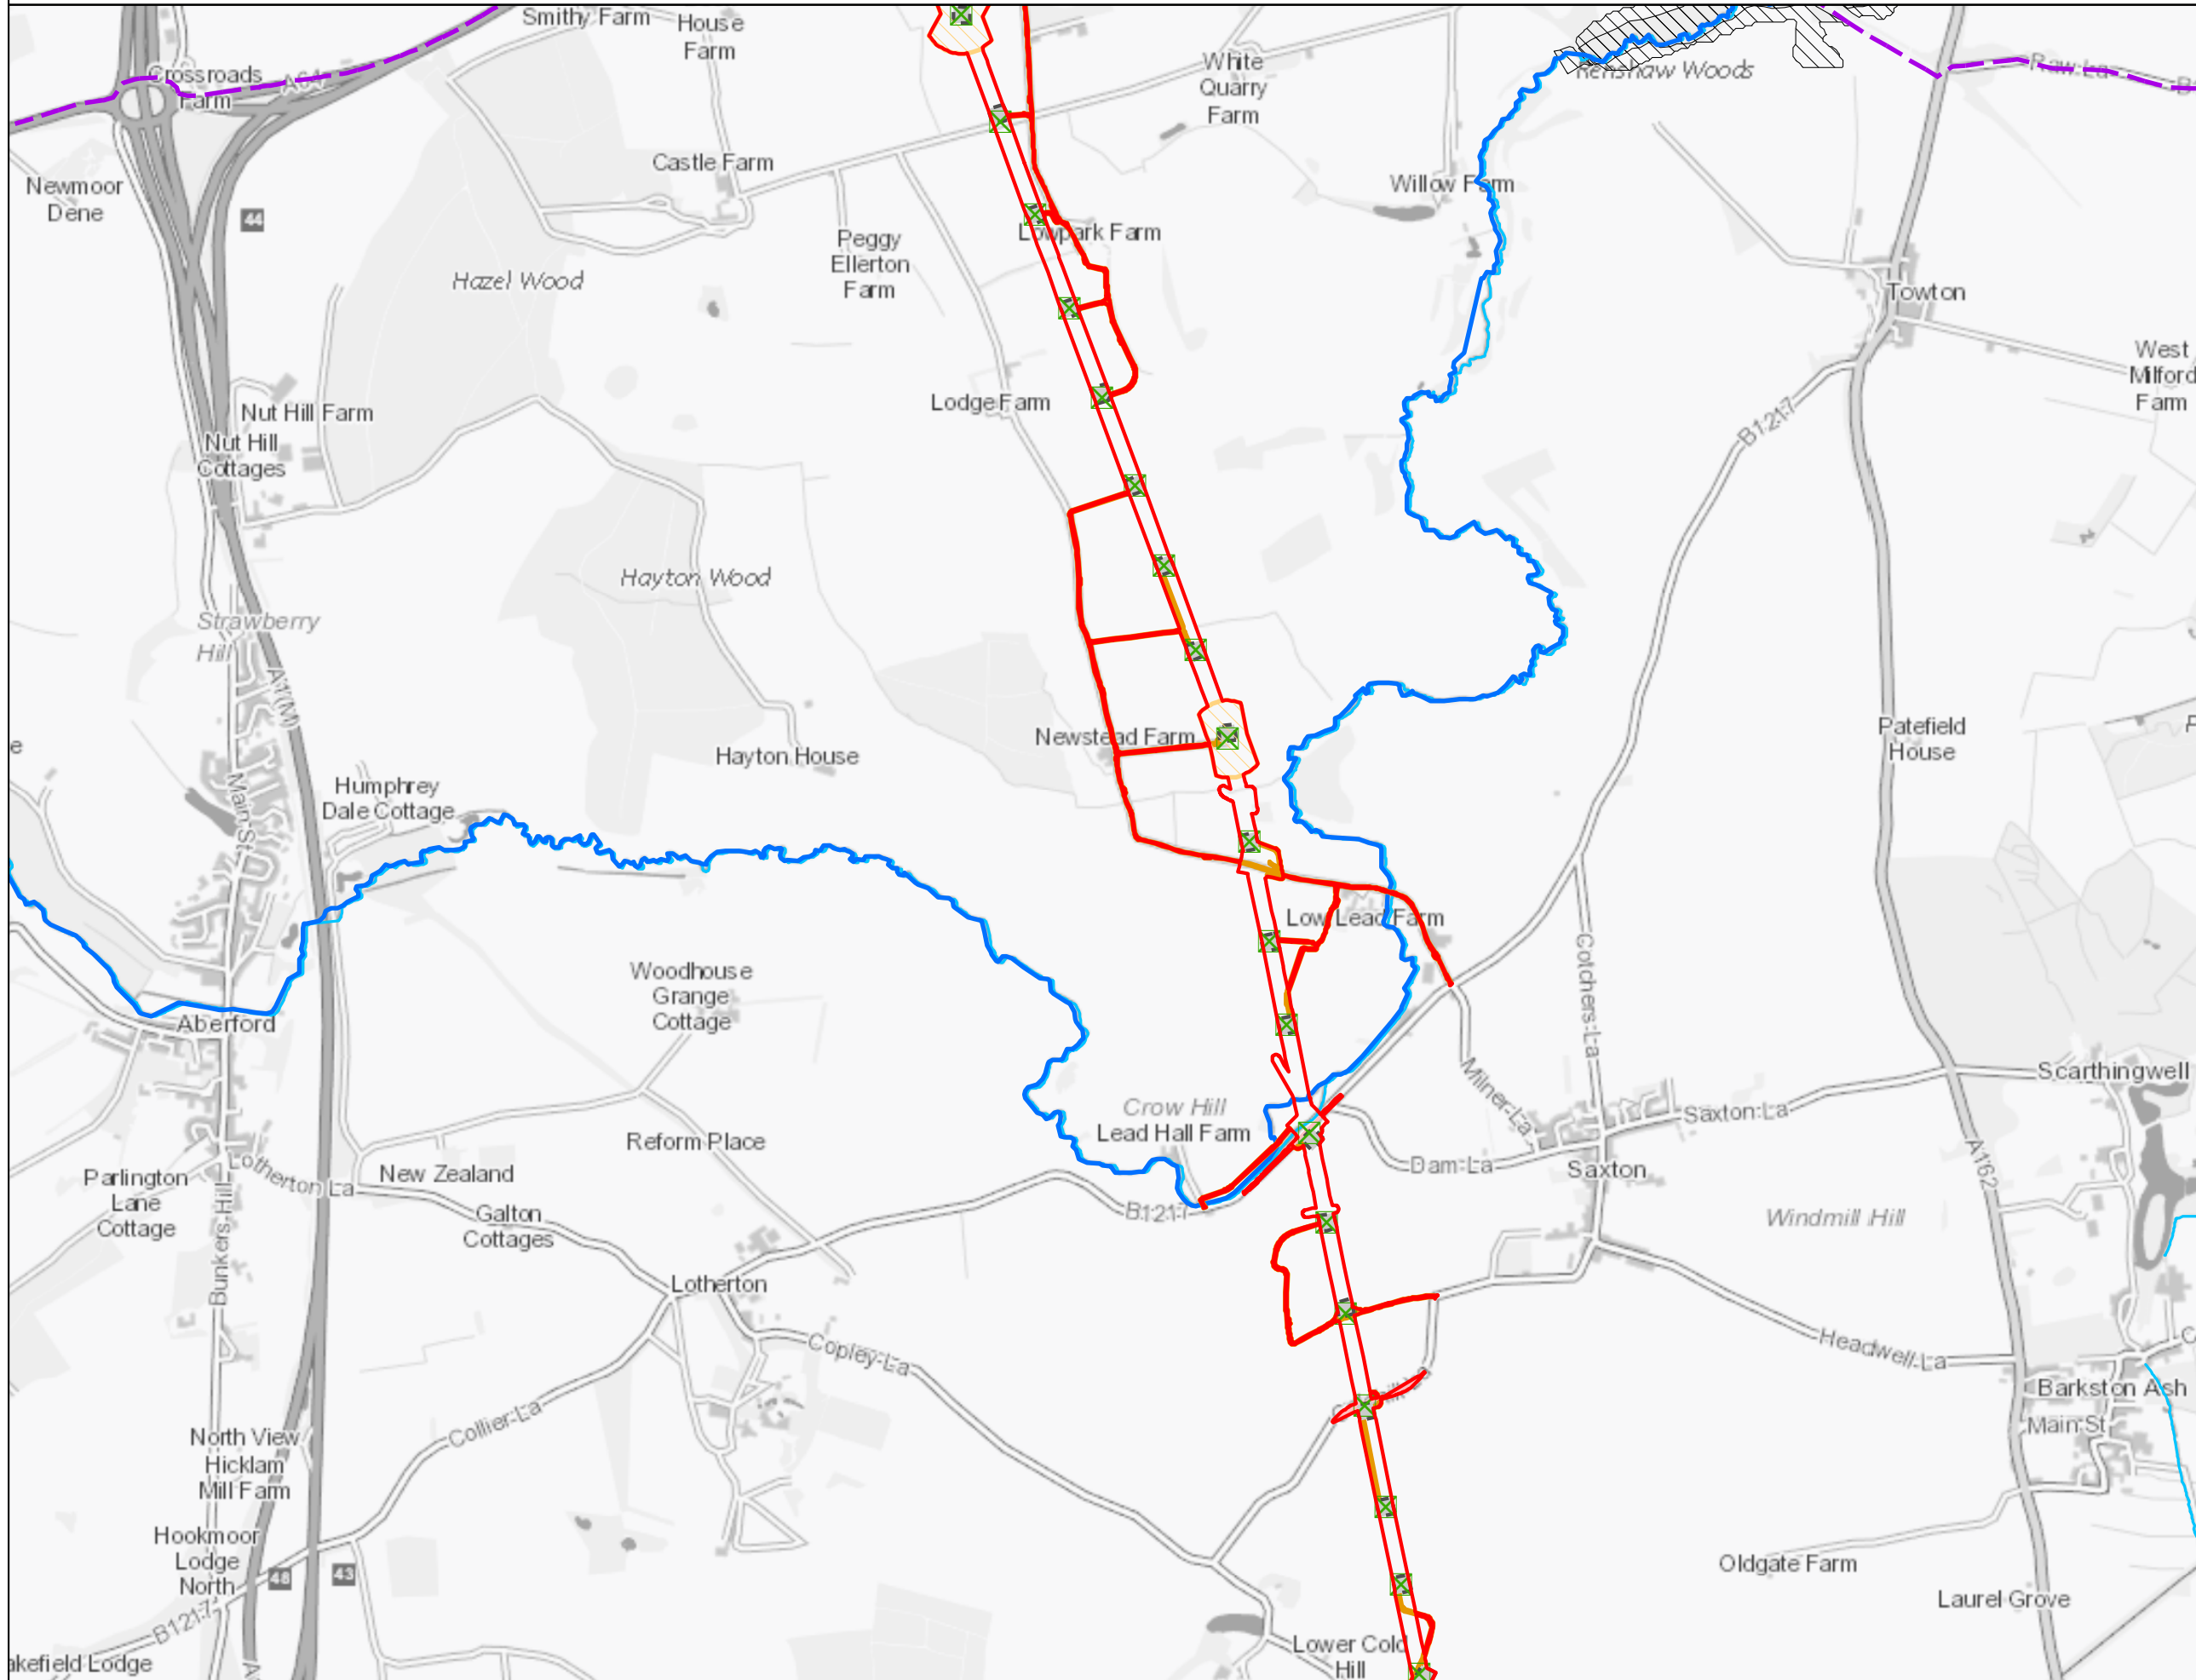 Smithy Farm
House
Farm
White
Quarry
Farm
Crossroads
Farm
A64
Renshaw Woods
Raw-La
Newmoor
Dene
Castle Farm
Willow Farm
44
Lowpark Farm
Peggy
Ellerton
Farm
Hazel Wood
Towton
West
Milford
Farm
Nut Hill Farm
Nut Hill
Cottages
Lodge Farm
B1217
Hayton Wood
Strawberry
Hill
A1(M)
Newstead Farm
Patefield
House
Hayton House
Humphrey
Dale Cottage
Main St
Low Lead Farm
Cotchers-La
Woodhouse
Grange
Cottage
Aberford
Scarthingwell
Milner-La
Crow Hill
Lead Hall Farm
Saxton-La
Reform Place
Lotherton La
New Zealand
Dam-La
Saxton
A162
Parlington
Lane
Cottage
Galton
Cottages
B1217
Windmill Hill
Bunkers-Hill
Lotherton
Copley-La
Headwell-La
Barkston Ash
Main-St
Collier-La
North View
Hicklam
Mill Farm
Hookmoor
Lodge
North
48
43
B1217
Oldgate Farm
Laurel Grove
Lower Cold
Hill
akefield Lodge